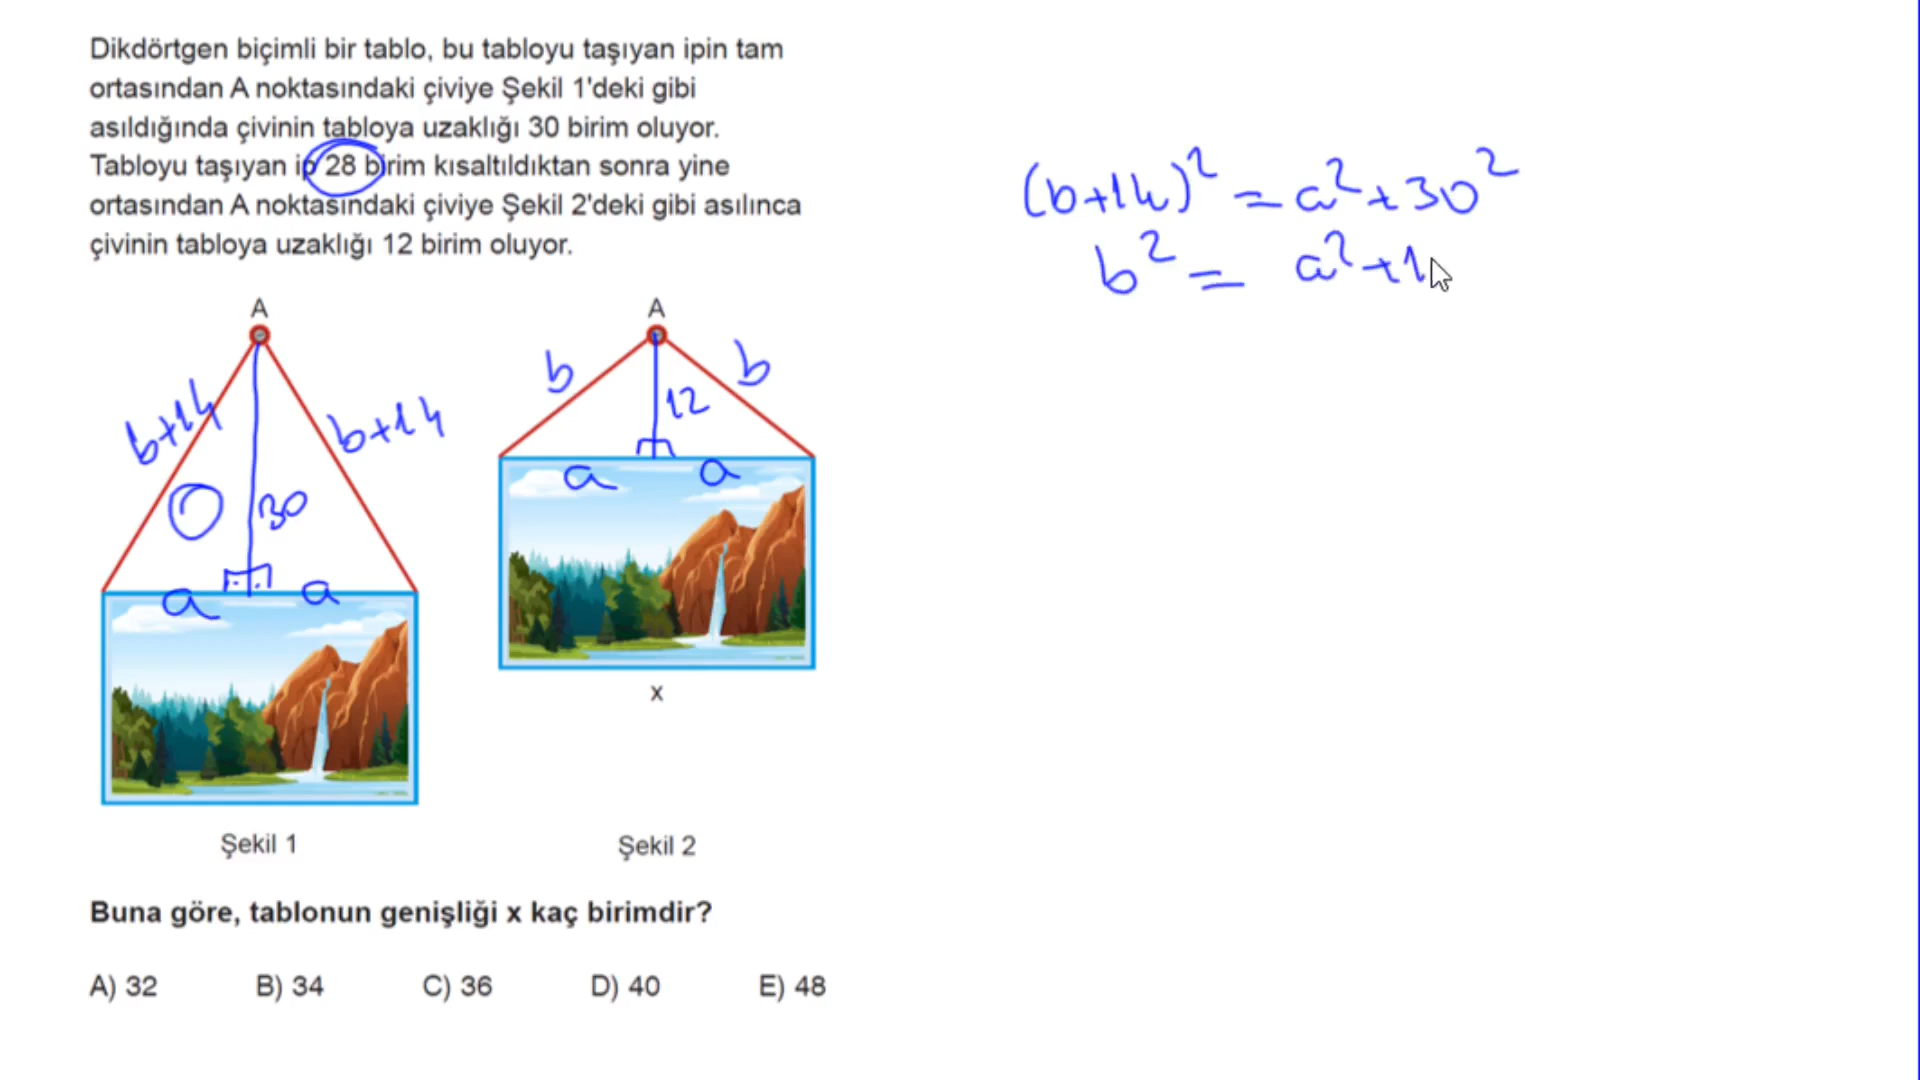 Dikdörtgen biçimli bir tablo, bu tabloyu taşıyan ipin tam
ortasından A noktasındaki çiviye Şekil 1'deki gibi
asıldığında çivinin tabloya uzaklığı 30 birim oluyor.
Tabloyu taşıyan ip 28 birim kısaltıldıktan sonra yine
ortasından A noktasındaki çiviye Şekil 2'deki gibi asılınca
çivinin tabloya uzaklığı 12 birim oluyor.
(b+14)² = a²+30²
b² = a²+1
A
b+14
b+14
30
a
a
Şekil 1
A
b
b
12
a
a
x
Şekil 2
Buna göre, tablonun genişliği x kaç birimdir?
A) 32 B) 34 C) 36 D) 40 E) 48